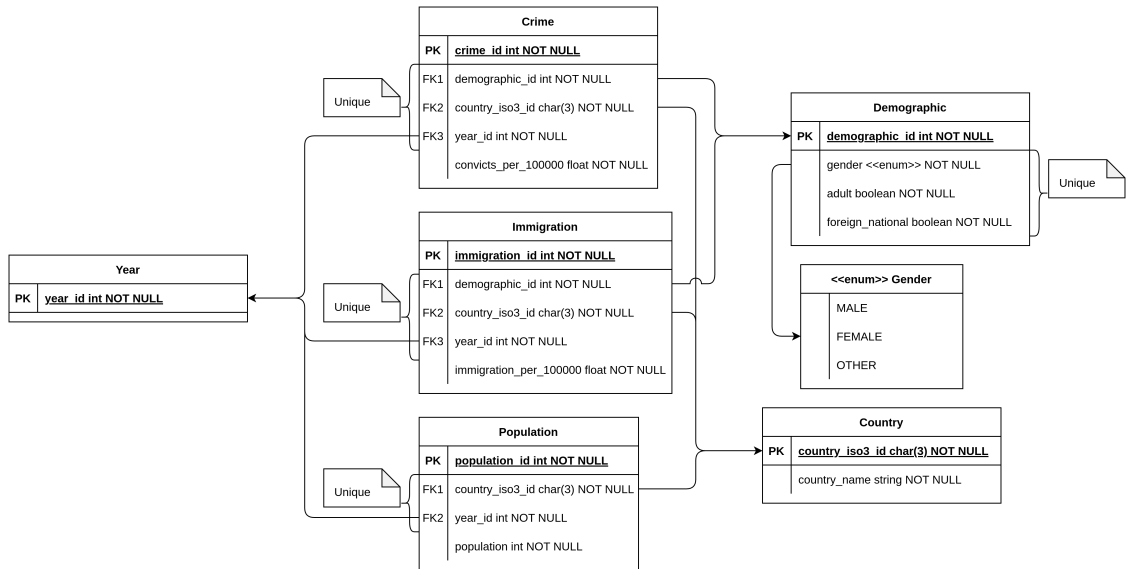 Crime
PK crime_id int NOT NULL
FK1 demographic_id int NOT NULL
FK2 country_iso3_id char(3) NOT NULL
FK3 year_id int NOT NULL
convicts_per_100000 float NOT NULL
Unique
Demographic
PK demographic_id int NOT NULL
gender <<enum>> NOT NULL
adult boolean NOT NULL
foreign_national boolean NOT NULL
Unique
Immigration
PK immigration_id int NOT NULL
FK1 demographic_id int NOT NULL
FK2 country_iso3_id char(3) NOT NULL
FK3 year_id int NOT NULL
immigration_per_100000 float NOT NULL
Unique
Year
PK year_id int NOT NULL
<<enum>> Gender
MALE
FEMALE
OTHER
Population
PK population_id int NOT NULL
FK1 country_iso3_id char(3) NOT NULL
FK2 year_id int NOT NULL
population int NOT NULL
Unique
Country
PK country_iso3_id char(3) NOT NULL
country_name string NOT NULL